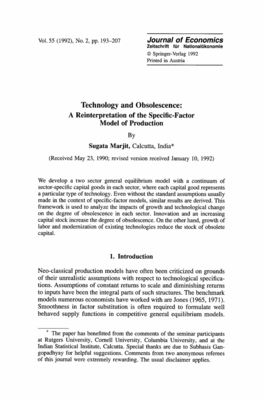 Vol. 55 (1992), No. 2, pp. 193–207
Journal of Economics
Zeitschrift für Nationalökonomie
© Springer-Verlag 1992
Printed in Austria
Technology and Obsolescence:
A Reinterpretation of the Specific-Factor
Model of Production
By
Sugata Marjit, Calcutta, India*
(Received May 23, 1990; revised version received January 10, 1992)
We develop a two sector general equilibrium model with a continuum of
sector-specific capital goods in each sector, where each capital good represents
a particular type of technology. Even without the standard assumptions usually
made in the context of specific-factor models, similar results are derived. This
framework is used to analyze the impacts of growth and technological change
on the degree of obsolescence in each sector. Innovation and an increasing
capital stock increase the degree of obsolescence. On the other hand, growth of
labor and modernization of existing technologies reduce the stock of obsolete
capital.
1. Introduction
Neo-classical production models have often been criticized on grounds
of their unrealistic assumptions with respect to technological specifica-
tions. Assumptions of constant returns to scale and diminishing returns
to inputs have been the integral parts of such structures. The benchmark
models numerous economists have worked with are Jones (1965, 1971).
Smoothness in factor substitution is often required to formulate well
behaved supply functions in competitive general equilibrium models.
* The paper has benefitted from the comments of the seminar participants
at Rutgers University, Cornell University, Columbia University, and at the
Indian Statistical Institute, Calcutta. Special thanks are due to Subhasis Gan-
gopadhyay for helpful suggestions. Comments from two anonymous referees
of this journal were extremely rewarding. The usual disclaimer applies.